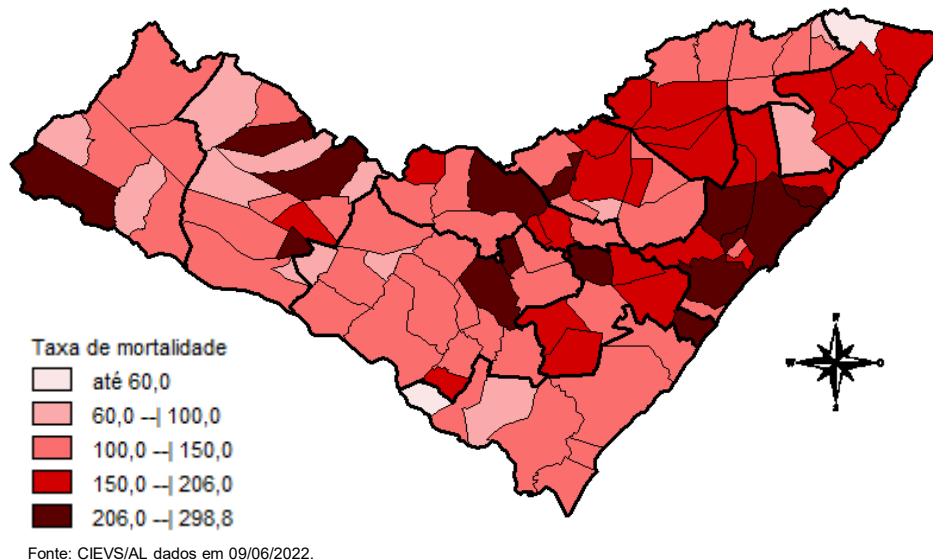 Taxa de mortalidade
até 60,0
60,0 --| 100,0
100,0 --| 150,0
150,0 --| 206,0
206,0 --| 298,8
Fonte: CIEVS/AL dados em 09/06/2022.